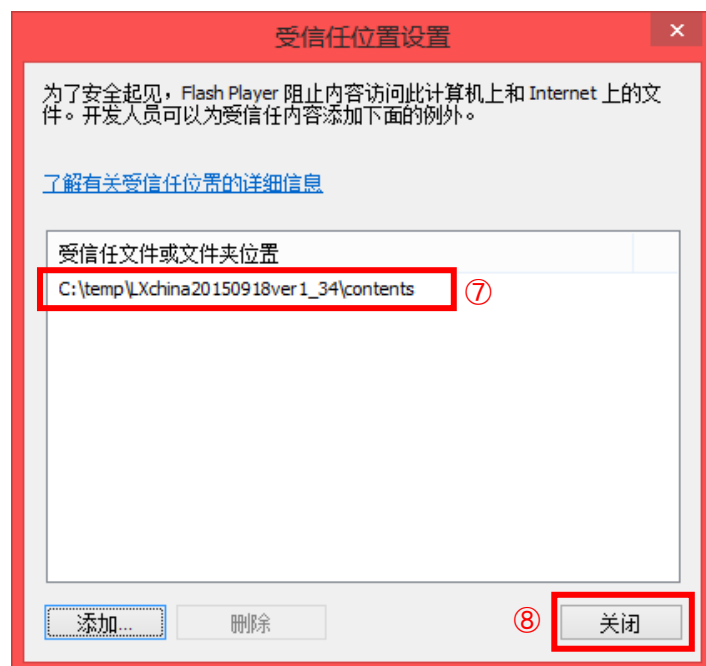 受信任位置设置
×
为了安全起见，Flash Player 阻止内容访问此计算机上和 Internet 上的文
件。开发人员可以为受信任内容添加下面的例外。
了解有关受信任位置的详细信息
受信任文件或文件夹位置
C:\temp\LXchina20150918ver1_34\contents ⑦
添加... 删除 ⑧ 关闭